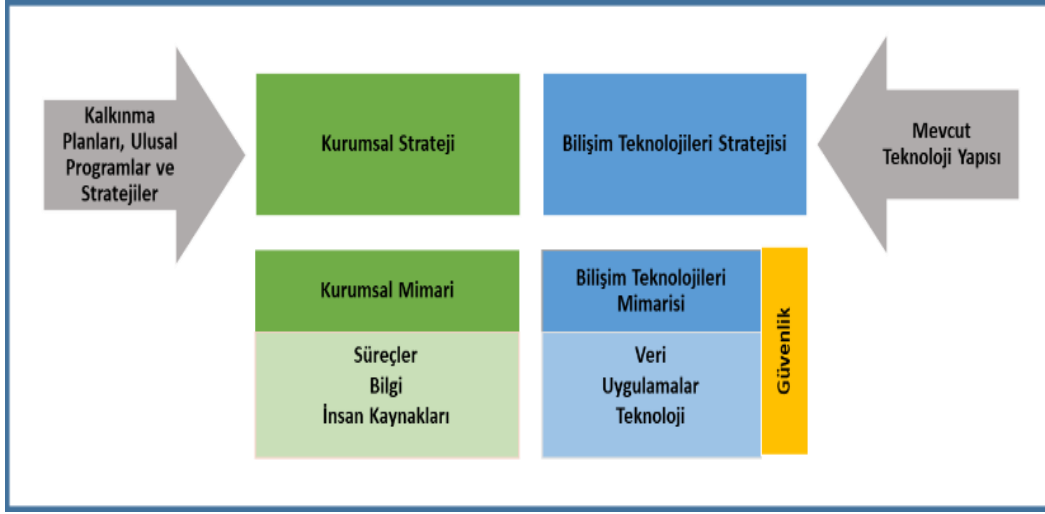 Kalkınma
Planları, Ulusal
Programlar ve
Stratejiler
Kurumsal Strateji
Bilişim Teknolojileri Stratejisi
Mevcut
Teknoloji Yapısı
Kurumsal Mimari
Süreçler
Bilgi
İnsan Kaynakları
Bilişim Teknolojileri
Mimarisi
Veri
Uygulamalar
Teknoloji
Güvenlik